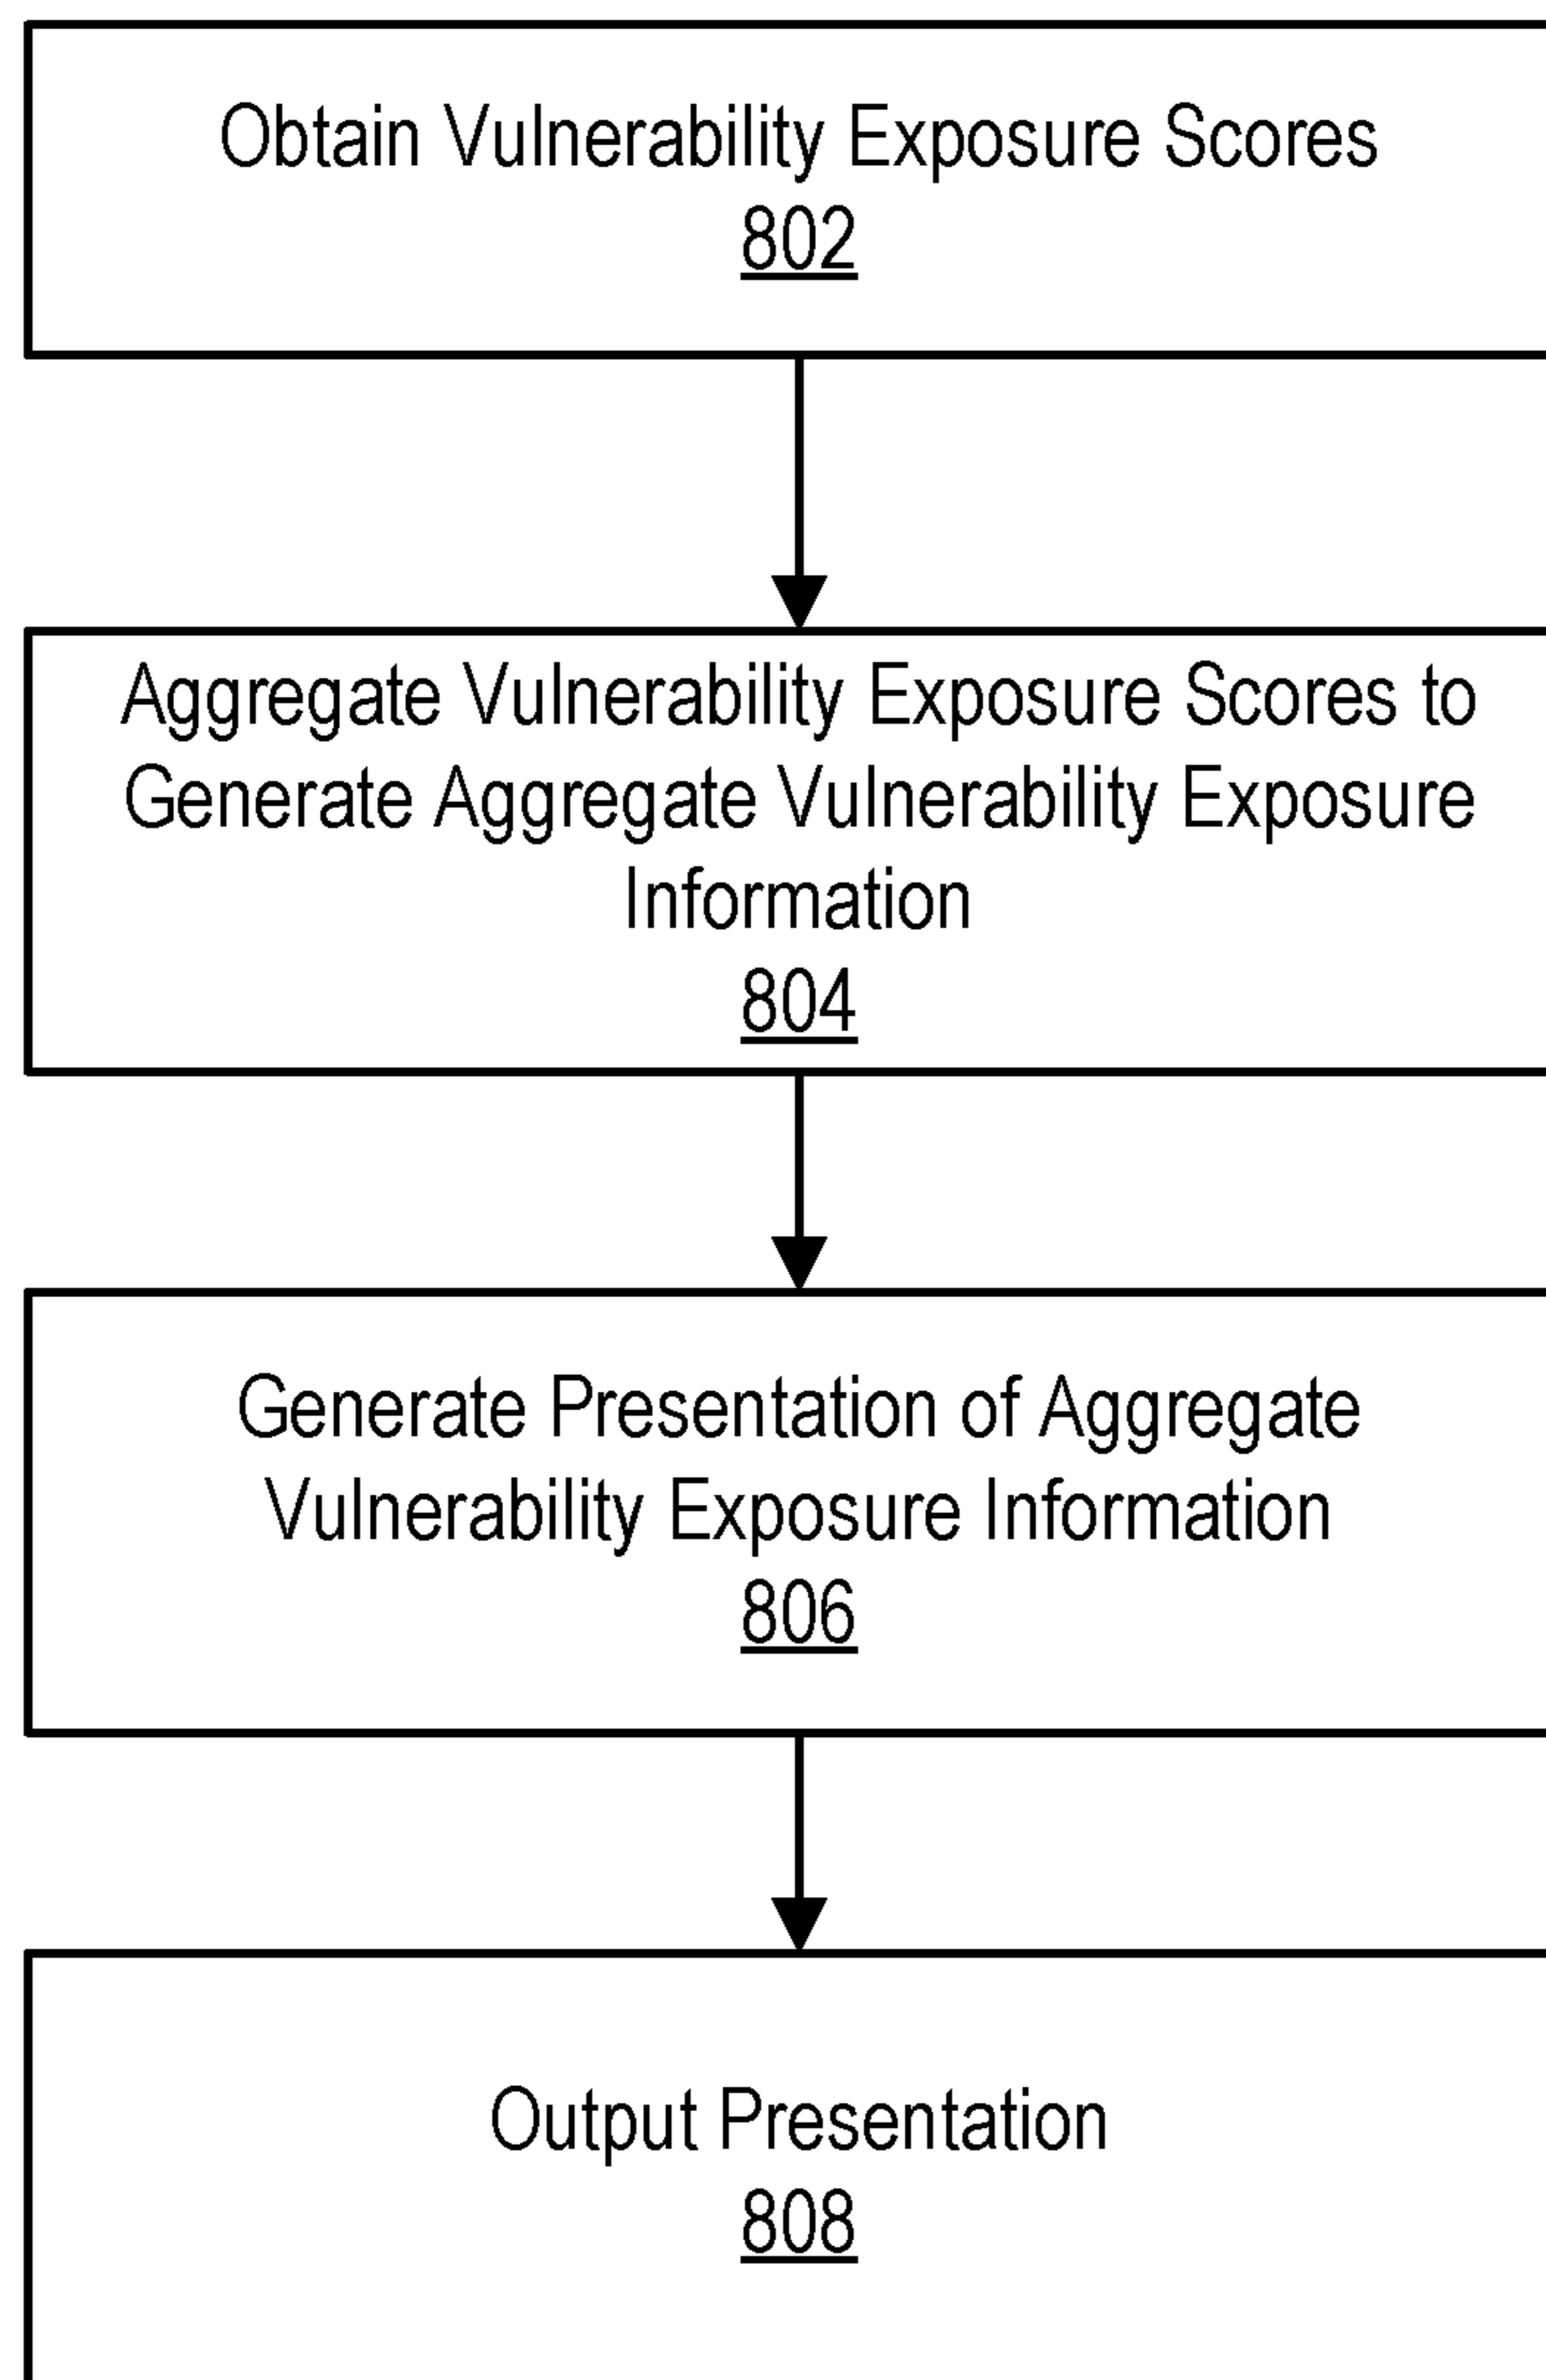 Obtain Vulnerability Exposure Scores
802
Aggregate Vulnerability Exposure Scores to
Generate Aggregate Vulnerability Exposure
Information
804
Generate Presentation of Aggregate
Vulnerability Exposure Information
806
Output Presentation
808